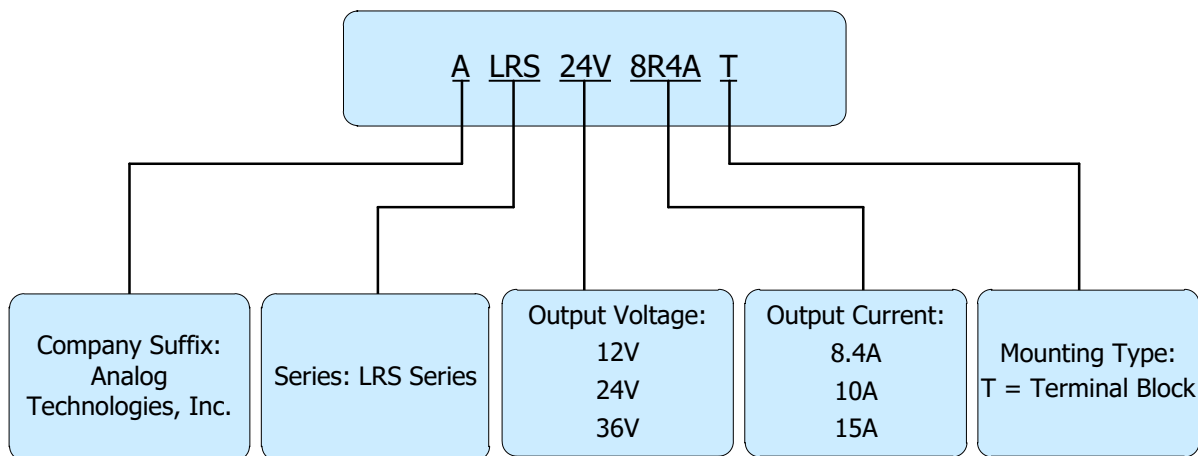 A LRS 24V 8R4A T
Company Suffix:
Analog
Technologies, Inc.
Series: LRS Series
Output Voltage:
12V
24V
36V
Output Current:
8.4A
10A
15A
Mounting Type:
T = Terminal Block